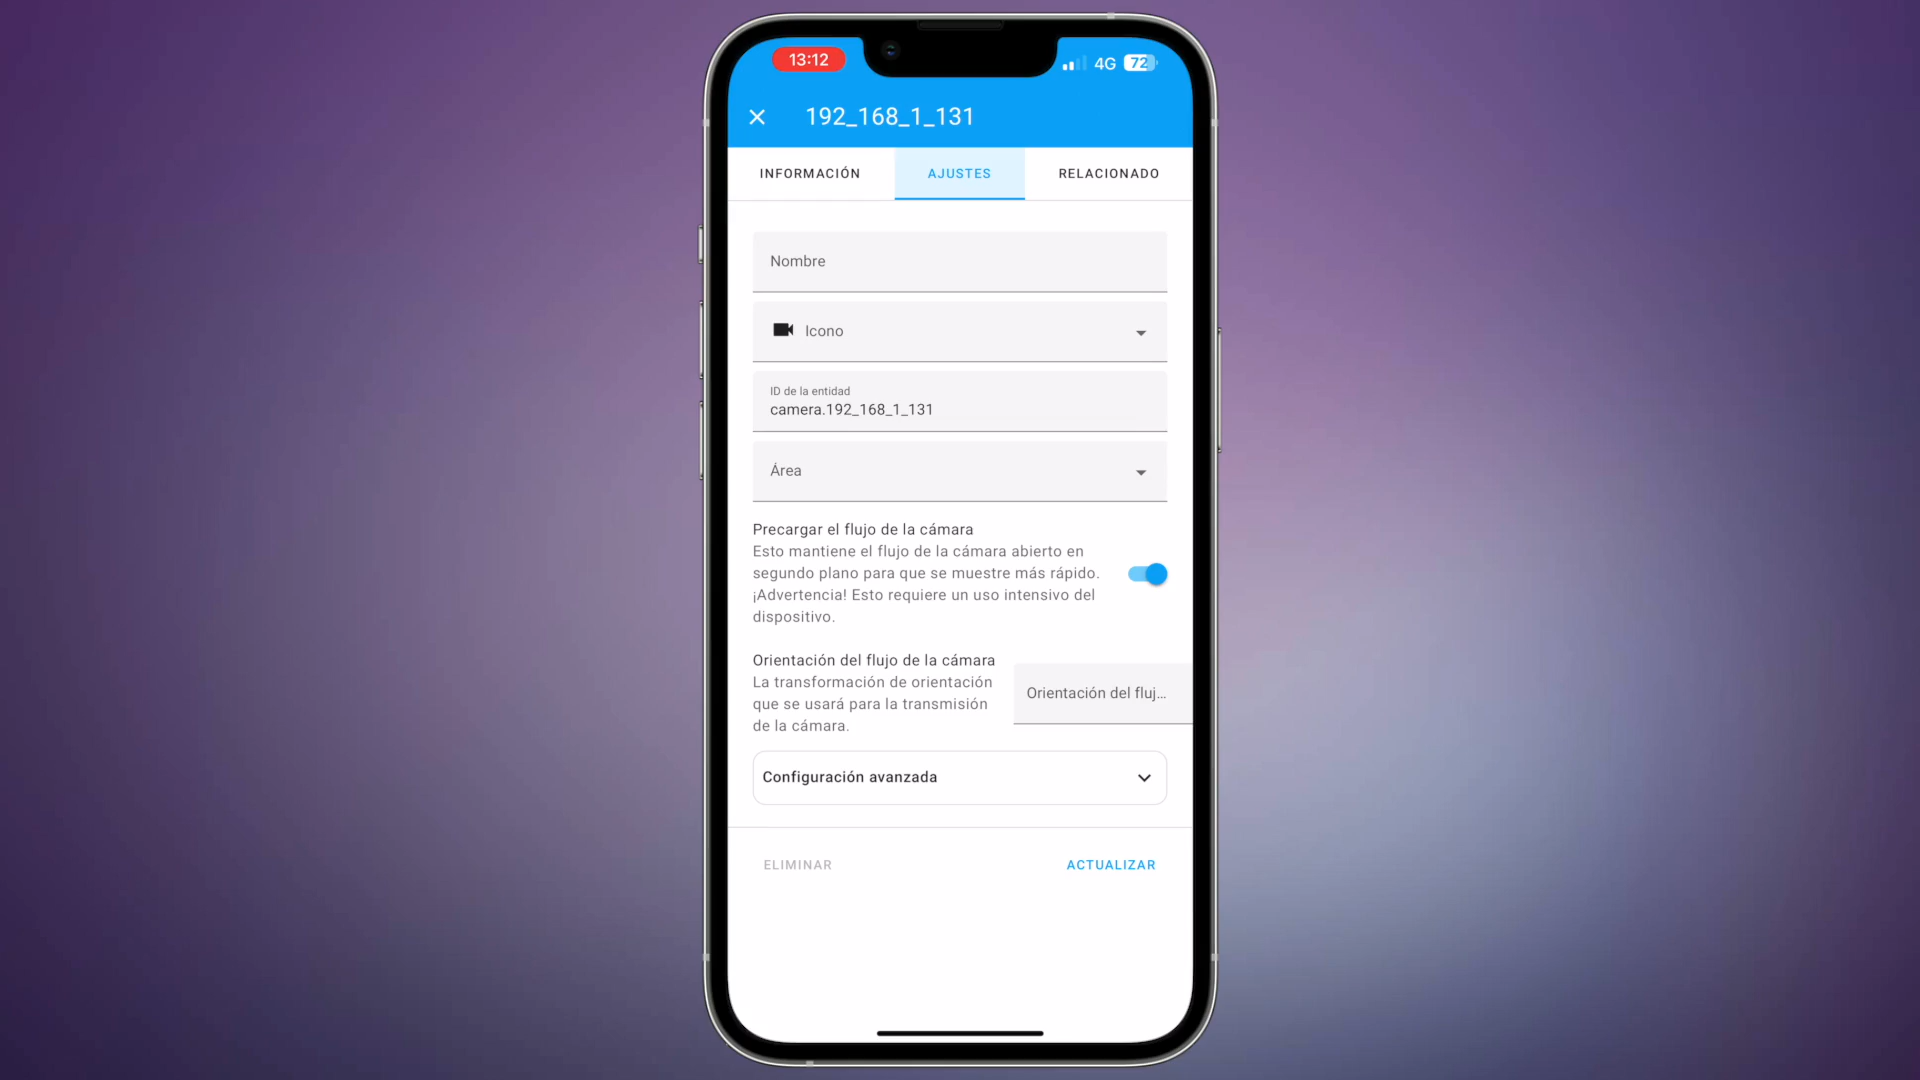 13:12
4G 72
192_168_1_131
INFORMACIÓN
AJUSTES
RELACIONADO
Nombre
Icono
ID de la entidad
camera.192_168_1_131
Área
Precargar el flujo de la cámara
Esto mantiene el flujo de la cámara abierto en
segundo plano para que se muestre más rápido.
¡Advertencia! Esto requiere un uso intensivo del
dispositivo.
Orientación del flujo de la cámara
La transformación de orientación
que se usará para la transmisión
de la cámara.
Orientación del fluj...
Configuración avanzada
ELIMINAR
ACTUALIZAR